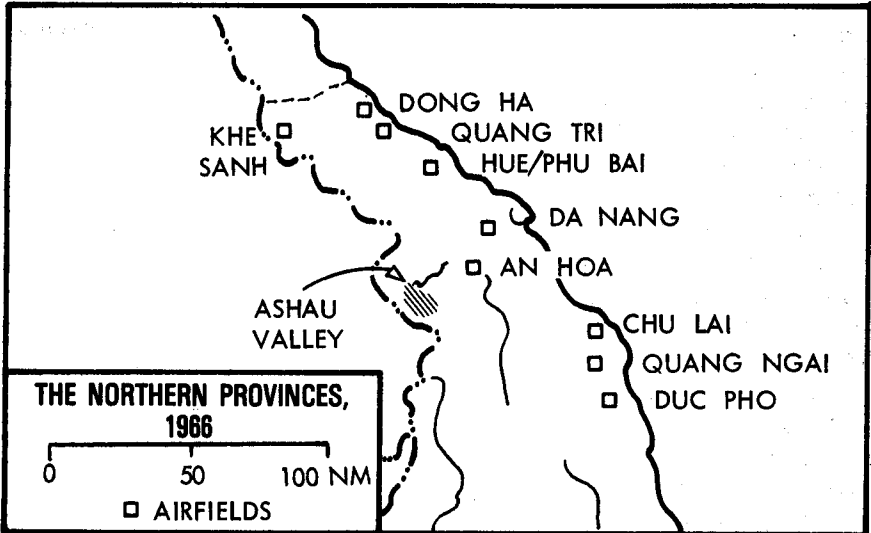 DONG HA
KHE
SANH
QUANG TRI
HUE/PHU BAI
DA NANG
AN HOA
ASHAU
VALLEY
CHU LAI
QUANG NGAI
DUC PHO
THE NORTHERN PROVINCES,
1966
0 50 100 NM
AIRFIELDS